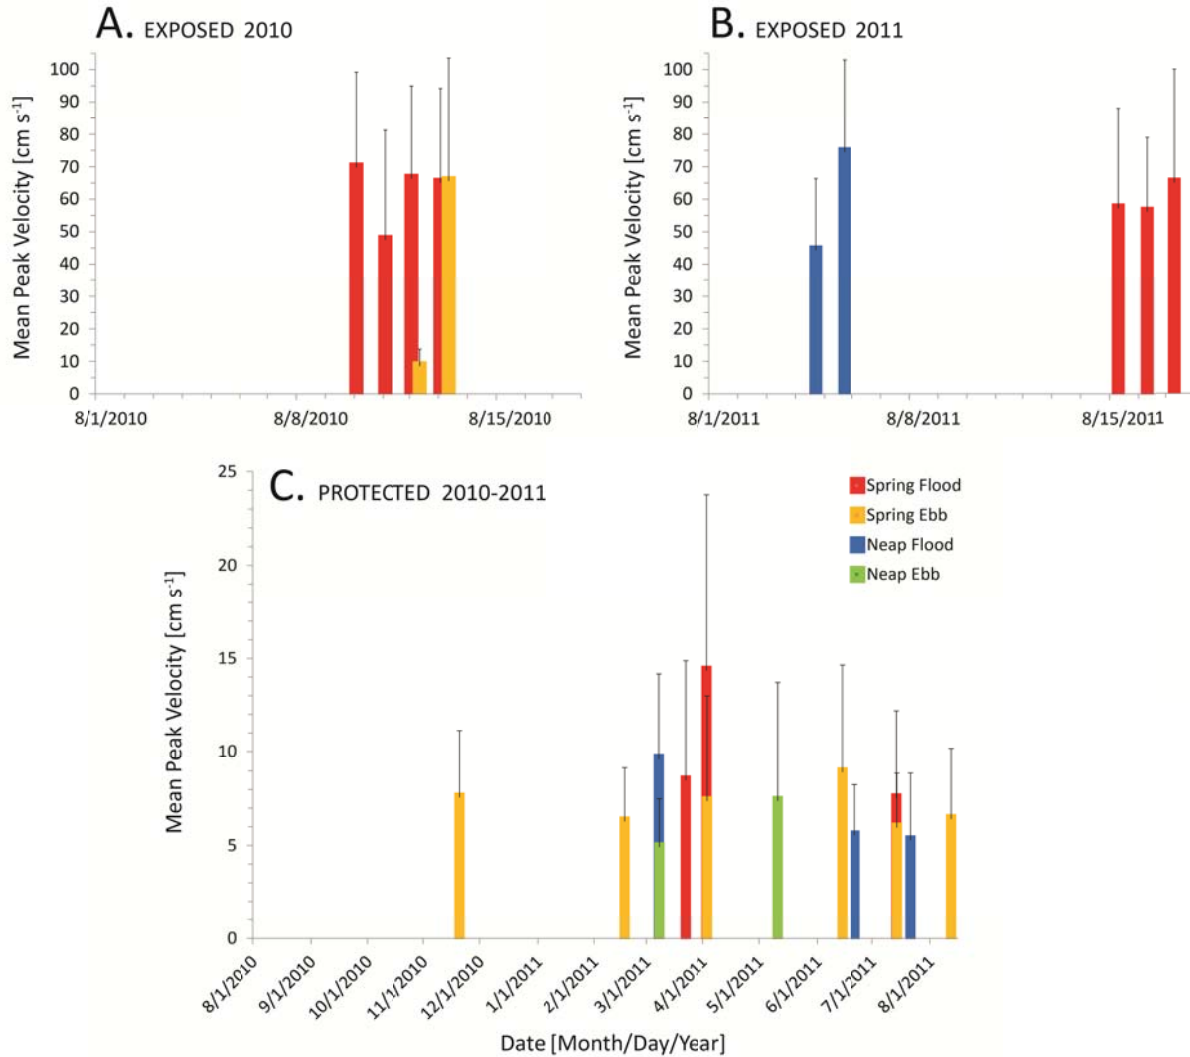 A. EXPOSED 2010
Mean Peak Velocity [cm s-1]
100
90
80
70
60
50
40
30
20
10
0
8/1/2010 8/8/2010 8/15/2010
B. EXPOSED 2011
Mean Peak Velocity [cm s-1]
100
90
80
70
60
50
40
30
20
10
0
8/1/2011 8/8/2011 8/15/2011
C. PROTECTED 2010-2011
Mean Peak Velocity [cm s-1]
25
20
15
10
5
0
Spring Flood
Spring Ebb
Neap Flood
Neap Ebb
8/1/2010 9/1/2010 10/1/2010 11/1/2010 12/1/2010 1/1/2011 2/1/2011 3/1/2011 4/1/2011 5/1/2011 6/1/2011 7/1/2011 8/1/2011
Date [Month/Day/Year]